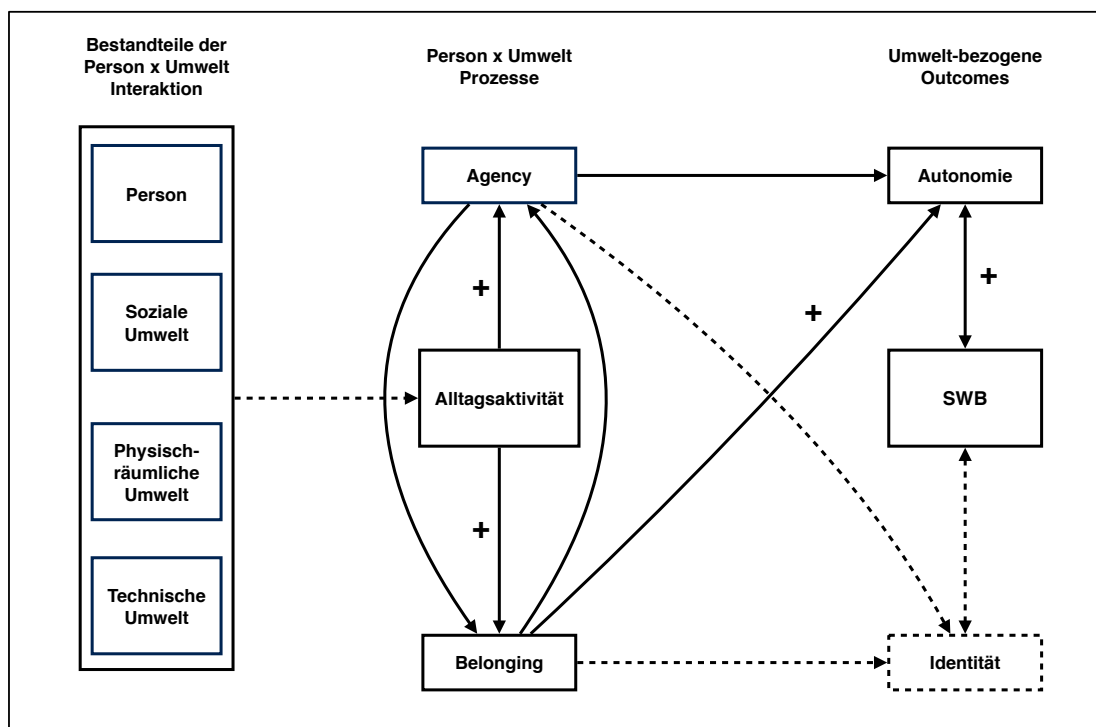 Bestandteile der
Person x Umwelt
Interaktion
Person
Soziale
Umwelt
Physisch-
räumliche
Umwelt
Technische
Umwelt
Person x Umwelt
Prozesse
Agency
+
Alltagsaktivität
+
Belonging
+
Umwelt-bezogene
Outcomes
Autonomie
+
SWB
Identität